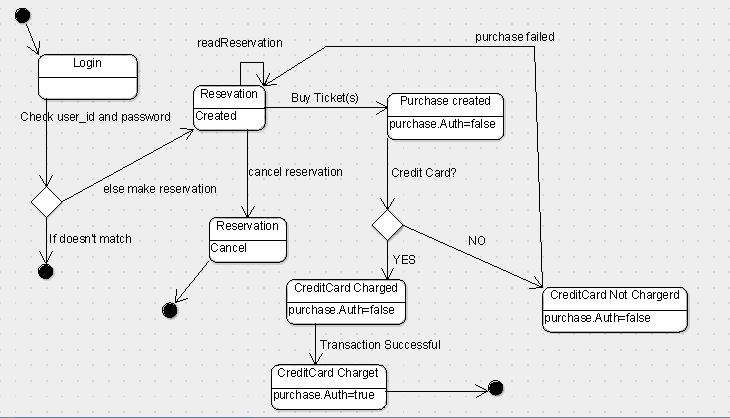 readReservation
purchase failed
Login
Resevation
Created
Buy Ticket(s)
Purchase created
purchase.Auth=false
Check user_id and password
else make reservation
cancel reservation
Credit Card?
If doesn't match
Reservation
Cancel
NO
YES
CreditCard Charged
purchase.Auth=false
CreditCard Not Chargerd
purchase.Auth=false
Transaction Successful
CreditCard Charget
purchase.Auth=true